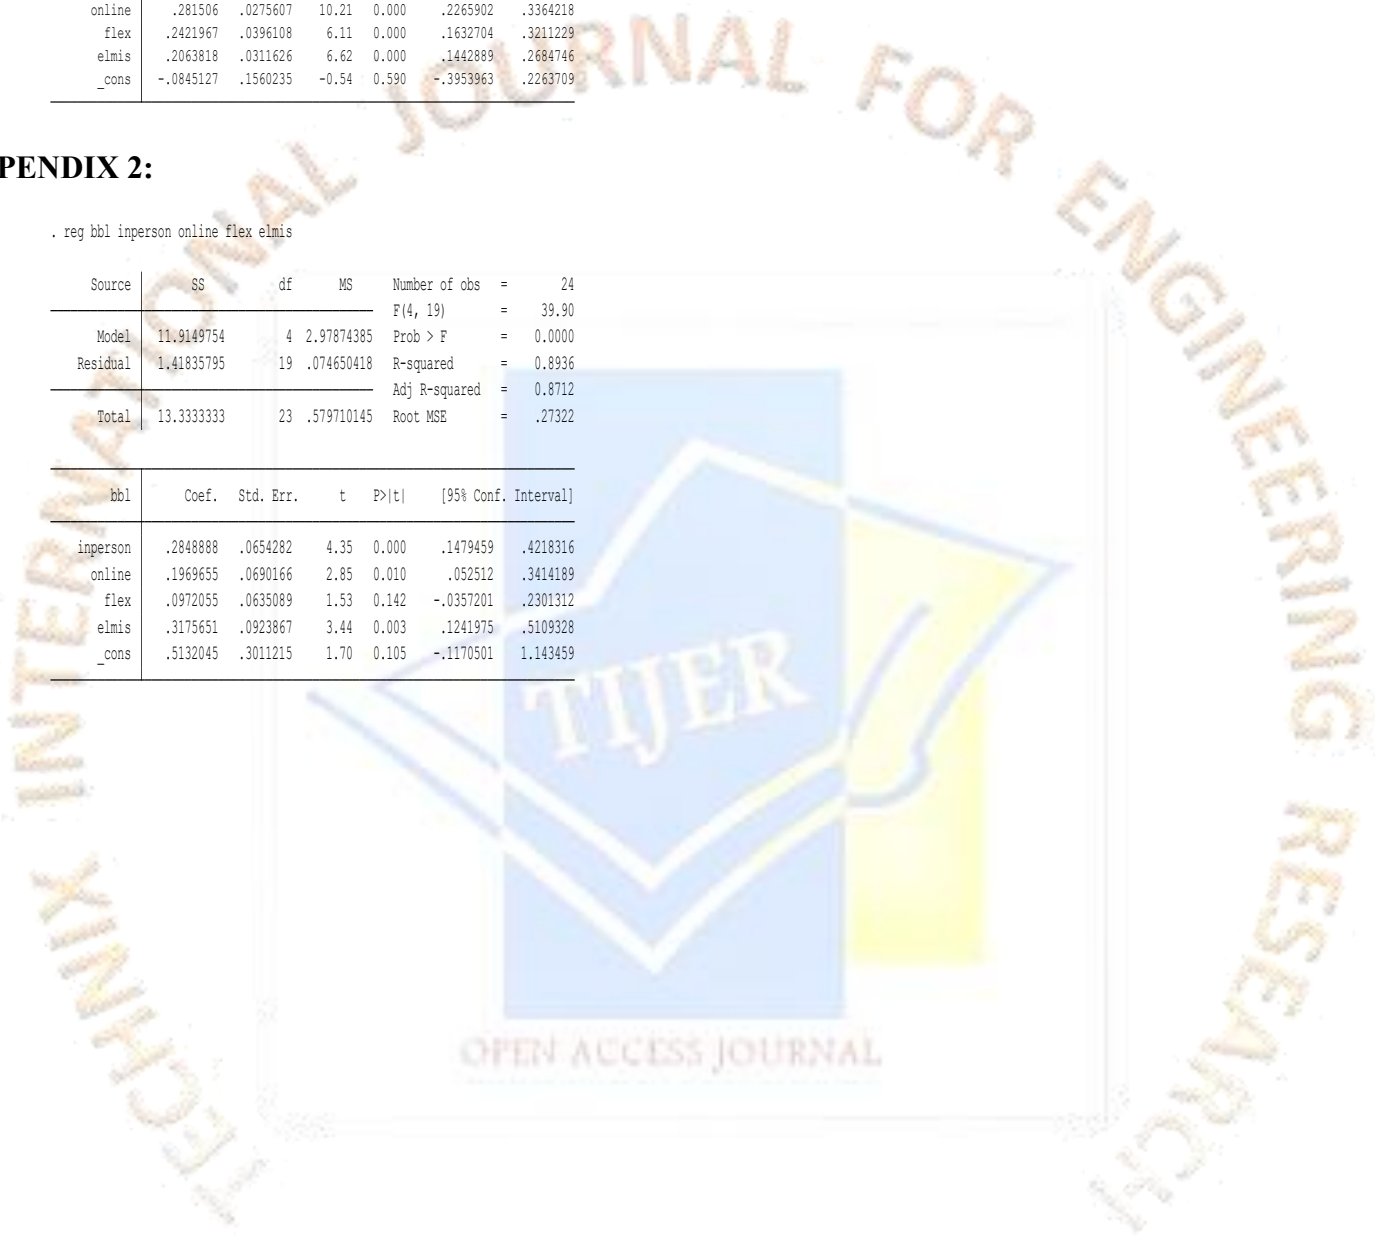 online .281506 .0275607 10.21 0.000 .2265902 .3364218
flex .2421967 .0396108 6.11 0.000 .1632704 .3211229
elmis .2063818 .0311626 6.62 0.000 .1442889 .2684746
_cons -.0845127 .1560235 -0.54 0.590 -.3953963 .2263709
PENDIX 2:
. reg bbl inperson online flex elmis
Source SS df MS Number of obs = 24
F(4, 19) = 39.90
Model 11.9149754 4 2.97874385 Prob > F = 0.0000
Residual 1.41835795 19 .074650418 R-squared = 0.8936
Adj R-squared = 0.8712
Total 13.3333333 23 .579710145 Root MSE = .27322
bbl Coef. Std. Err. t P>|t| [95% Conf. Interval]
inperson .2848888 .0654282 4.35 0.000 .1479459 .4218316
online .1969655 .0690166 2.85 0.010 .052512 .3414189
flex .0972055 .0635089 1.53 0.142 -.0357201 .2301312
elmis .3175651 .0923867 3.44 0.003 .1241975 .5109328
_cons .5132045 .3011215 1.70 0.105 -.1170501 1.143459
INTERNATIONAL JOURNAL FOR ENGINEERING RESEARCH
TIJER
OPEN ACCESS JOURNAL